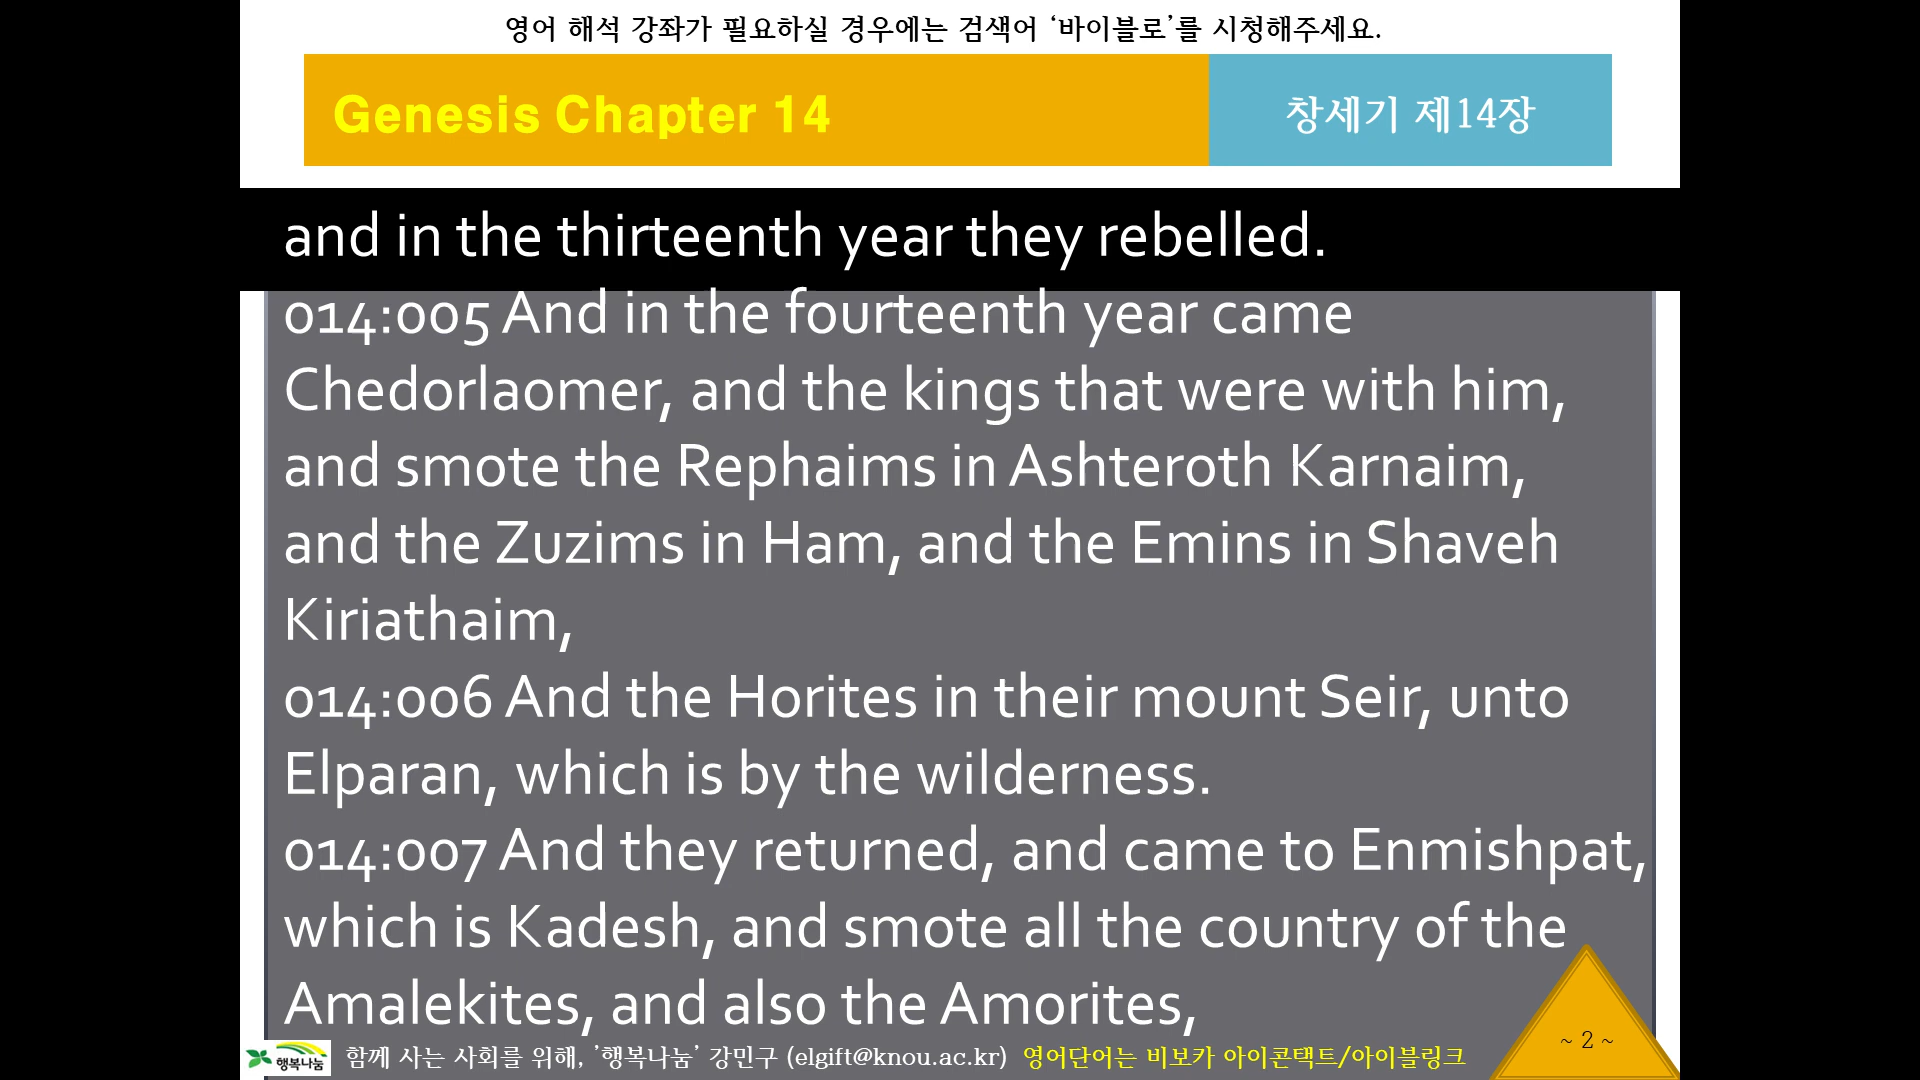 영어 해석 강좌가 필요하실 경우에는 검색어 ‘바이블로’를 시청해주세요.
Genesis Chapter 14
창세기 제14장
and in the thirteenth year they rebelled.
014:005 And in the fourteenth year came
Chedorlaomer, and the kings that were with him,
and smote the Rephaims in Ashteroth Karnaim,
and the Zuzims in Ham, and the Emins in Shaveh
Kiriathaim,
014:006 And the Horites in their mount Seir, unto
Elparan, which is by the wilderness.
014:007 And they returned, and came to Enmishpat,
which is Kadesh, and smote all the country of the
Amalekites, and also the Amorites,
~ 2 ~
행복나눔
함께 사는 사회를 위해, ’행복나눔’ 강민구 (elgift@knou.ac.kr) 영어단어는 비보카 아이콘택트/아이블링크